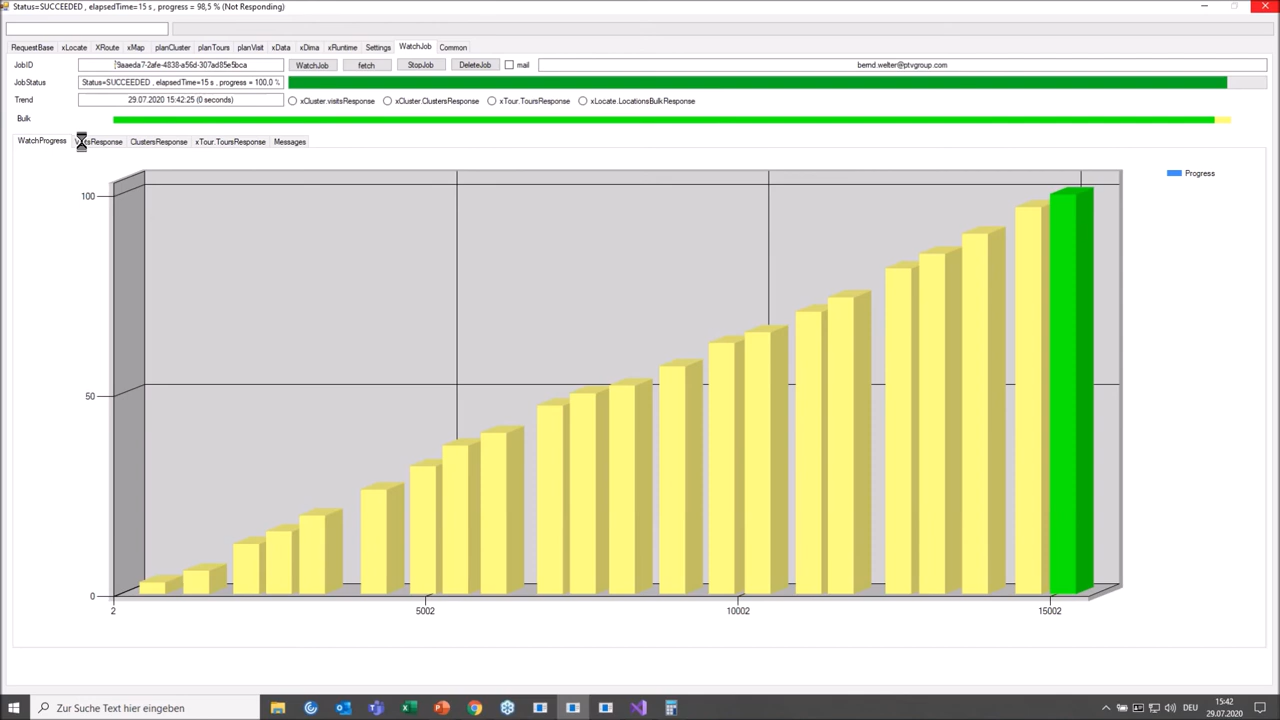 Status=SUCCEEDED , elapsedTime=15 s , progress = 98,5 % (Not Responding)
RequestBase xLocate XRoute xMap planCluster planTours planVisit xData xDima xRuntime Settings WatchJob Common
JobID 9aaeda7-2afe-4838-a56d-307ad85e5bca WatchJob fetch StopJob DeleteJob mail bernd.welter@ptvgroup.com
JobStatus Status=SUCCEEDED , elapsedTime=15 s , progress = 100,0 %
Trend 29.07.2020 15:42:25 (0 seconds) xCluster.visitsResponse xCluster.ClustersResponse xTour.ToursResponse xLocate.LocationsBulkResponse
Bulk
WatchProgress ClustersResponse xTour.ToursResponse Messages
Progress
100
50
0
2 5002 10002 15002
Zur Suche Text hier eingeben
DEU
15:42
29.07.2020